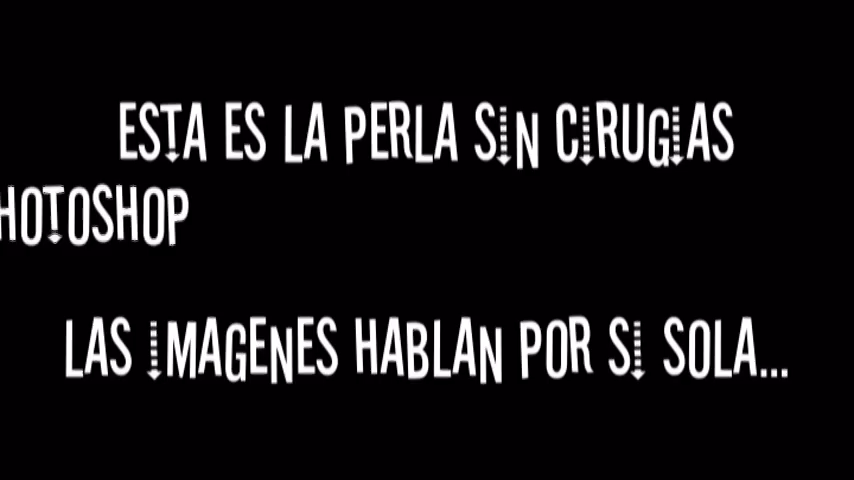 ESTA ES LA PERLA SIN CIRUGIAS
HOTOSHOP
LAS IMAGENES HABLAN POR SI SOLA...